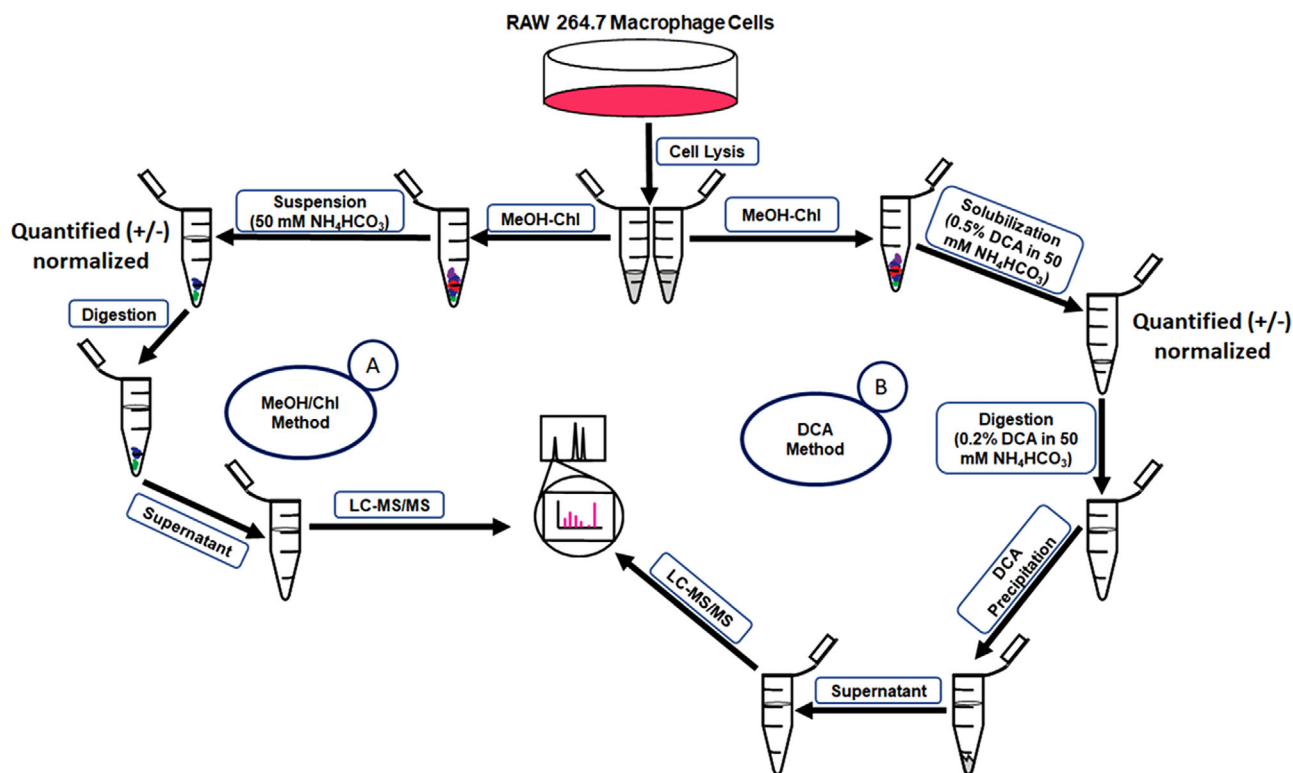 RAW 264.7 Macrophage Cells
Cell Lysis
MeOH-Chl
Suspension
(50 mM NH₄HCO₃)
Quantified (+/-)
normalized
Digestion
A
MeOH/Chl
Method
Supernatant
LC-MS/MS
MeOH-Chl
Solubilization
(0.5% DCA in 50
mM NH₄HCO₃)
Quantified (+/-)
normalized
B
DCA
Method
Digestion
(0.2% DCA in 50
mM NH₄HCO₃)
DCA
Precipitation
Supernatant
LC-MS/MS